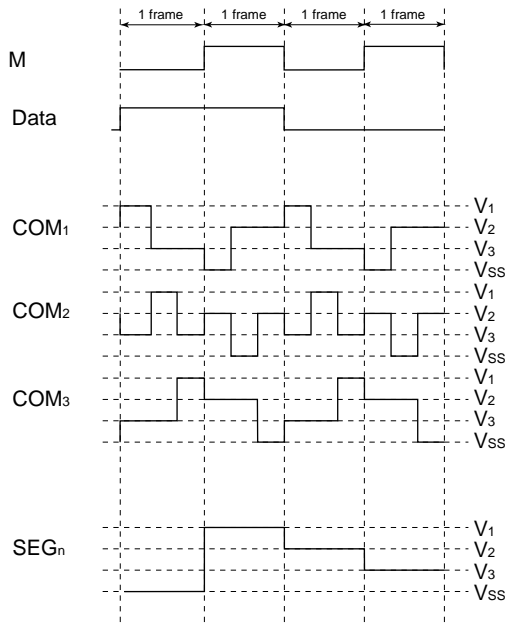 1 frame 1 frame 1 frame 1 frame
M
Data
V1
COM1 V2
V3
VSS
V1
COM2 V2
V3
VSS
V1
COM3 V2
V3
VSS
V1
SEGn V2
V3
VSS